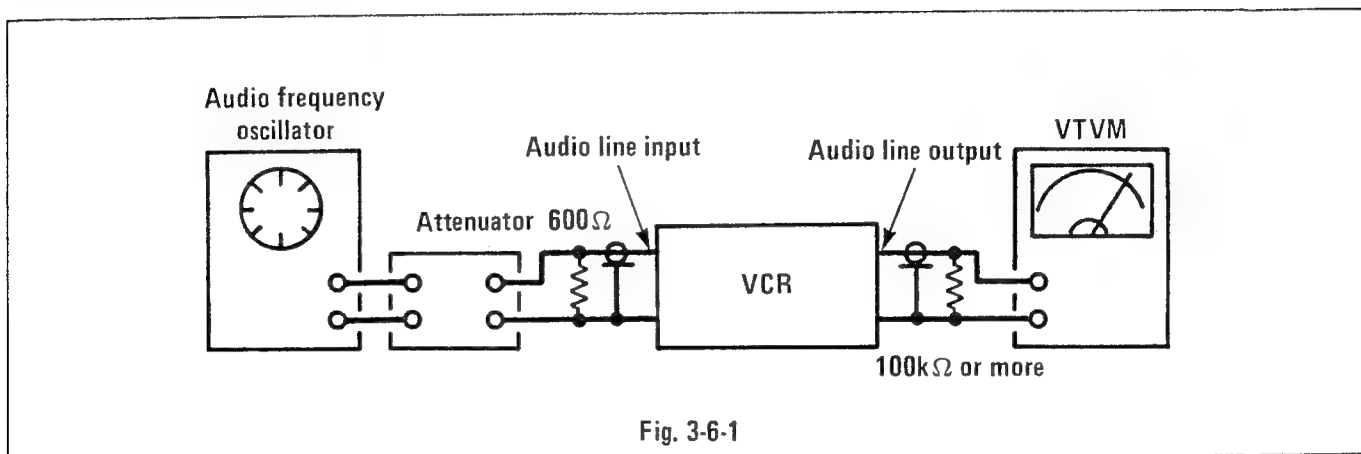 Audio frequency
oscillator
VTVM
Audio line input
Audio line output
Attenuator 600Ω
VCR
100kΩ or more
Fig. 3-6-1